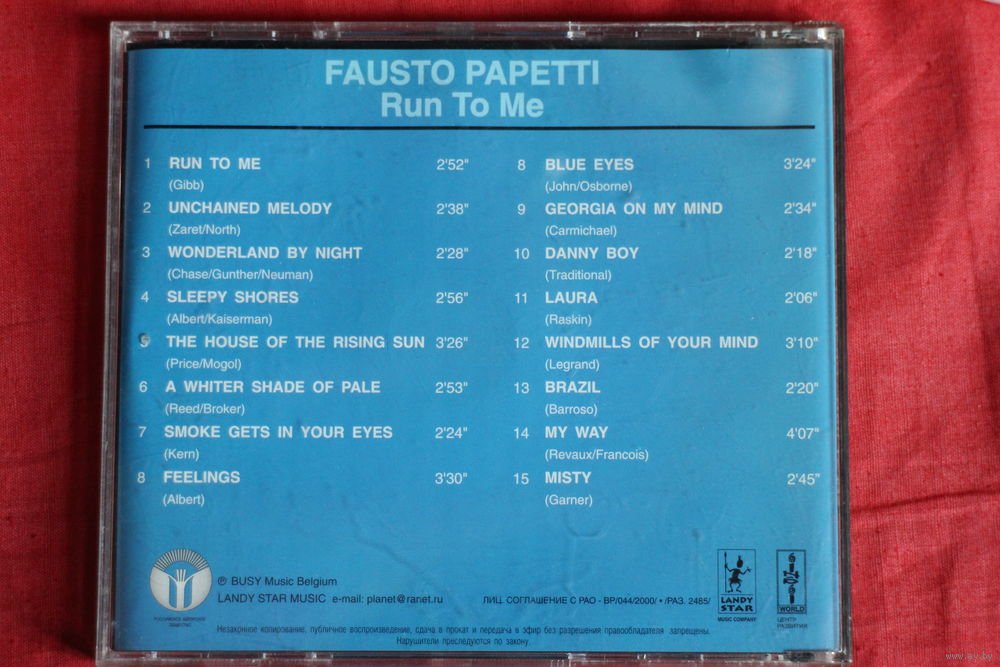 FAUSTO PAPETTI
Run To Me
1 RUN TO ME 2'52"
(Gibb)
2 UNCHAINED MELODY 2'38"
(Zaret/North)
3 WONDERLAND BY NIGHT 2'28"
(Chase/Gunther/Neuman)
4 SLEEPY SHORES 2'56"
(Albert/Kaiserman)
5 THE HOUSE OF THE RISING SUN 3'26"
(Price/Mogol)
6 A WHITER SHADE OF PALE 2'53"
(Reed/Broker)
7 SMOKE GETS IN YOUR EYES 2'24"
(Kern)
8 FEELINGS 3'30"
(Albert)
8 BLUE EYES 3'24"
(John/Osborne)
9 GEORGIA ON MY MIND 2'34"
(Carmichael)
10 DANNY BOY 2'18"
(Traditional)
11 LAURA 2'06"
(Raskin)
12 WINDMILLS OF YOUR MIND 3'10"
(Legrand)
13 BRAZIL 2'20"
(Barroso)
14 MY WAY 4'07"
(Revaux/Francois)
15 MISTY 2'45"
(Garner)
РОССИЙСКОЕ АВТОРСКОЕ
ОБЩЕСТВО
℗ BUSY Music Belgium
LANDY STAR MUSIC e-mail: planet@ranet.ru
ЛИЦ. СОГЛАШЕНИЕ С РАО - ВР/044/2000/ • /РАЗ. 2485/
LANDY
STAR
MUSIC COMPANY
WORLD
ЦЕНТР
РАЗВИТИЯ
Незаконное копирование, публичное воспроизведение, сдача в прокат и передача в эфир без разрешения правообладателя запрещены.
Нарушители преследуются по закону.
www.ay.by